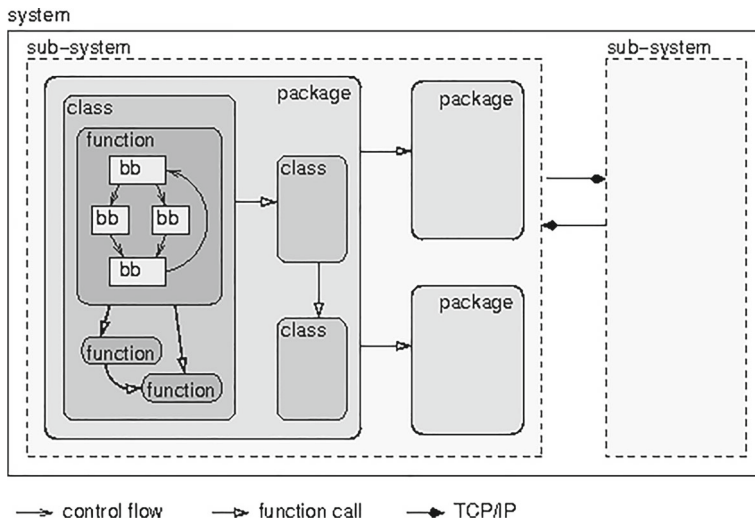 system
sub-system
sub-system
package
class
function
bb
bb
bb
bb
function
function
class
class
package
package
control flow
function call
TCP/IP